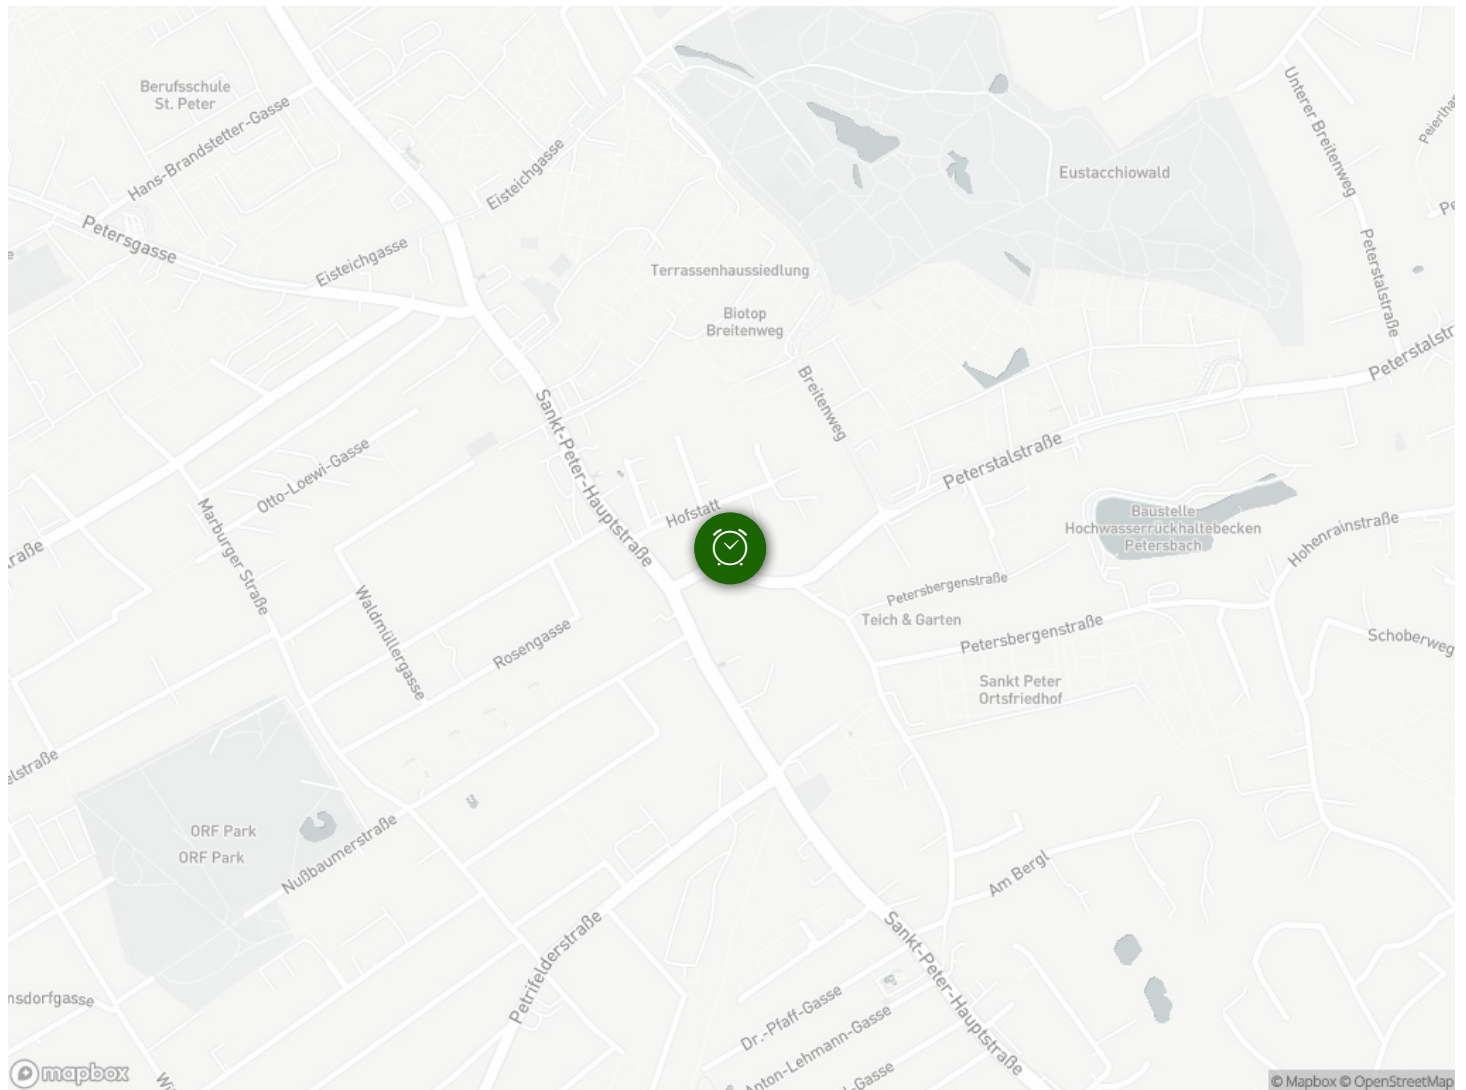 Berufsschule
St. Peter
Hans-Brandstetter-Gasse
Unterer Breitenweg
Eisteichgasse
Eustacchiowald
Petersgasse
Eisteichgasse
Terrassenhaussiedlung
Peterstalstraße
Biotop
Breitenweg
Breitenweg
Sankt-Peter-Hauptstraße
Otto-Loewi-Gasse
Peterstalstraße
Marburger Straße
Hofstatt
Baustelle
Hochwasserrückhaltebecken
Petersbach
Hohenrainstraße
Petersbergenstraße
Waldmüllergasse
Teich & Garten
Petersbergenstraße
Rosengasse
Schoberweg
Sankt Peter
Ortsfriedhof
elstraße
ORF Park
ORF Park
Nußbaumerstraße
Am Bergl
Petrifelderstraße
Sankt-Peter-Hauptstraße
nsdorfgasse
Dr.-Pfaff-Gasse
Anton-Lehmann-Gasse
mapbox
© Mapbox © OpenStreetMap